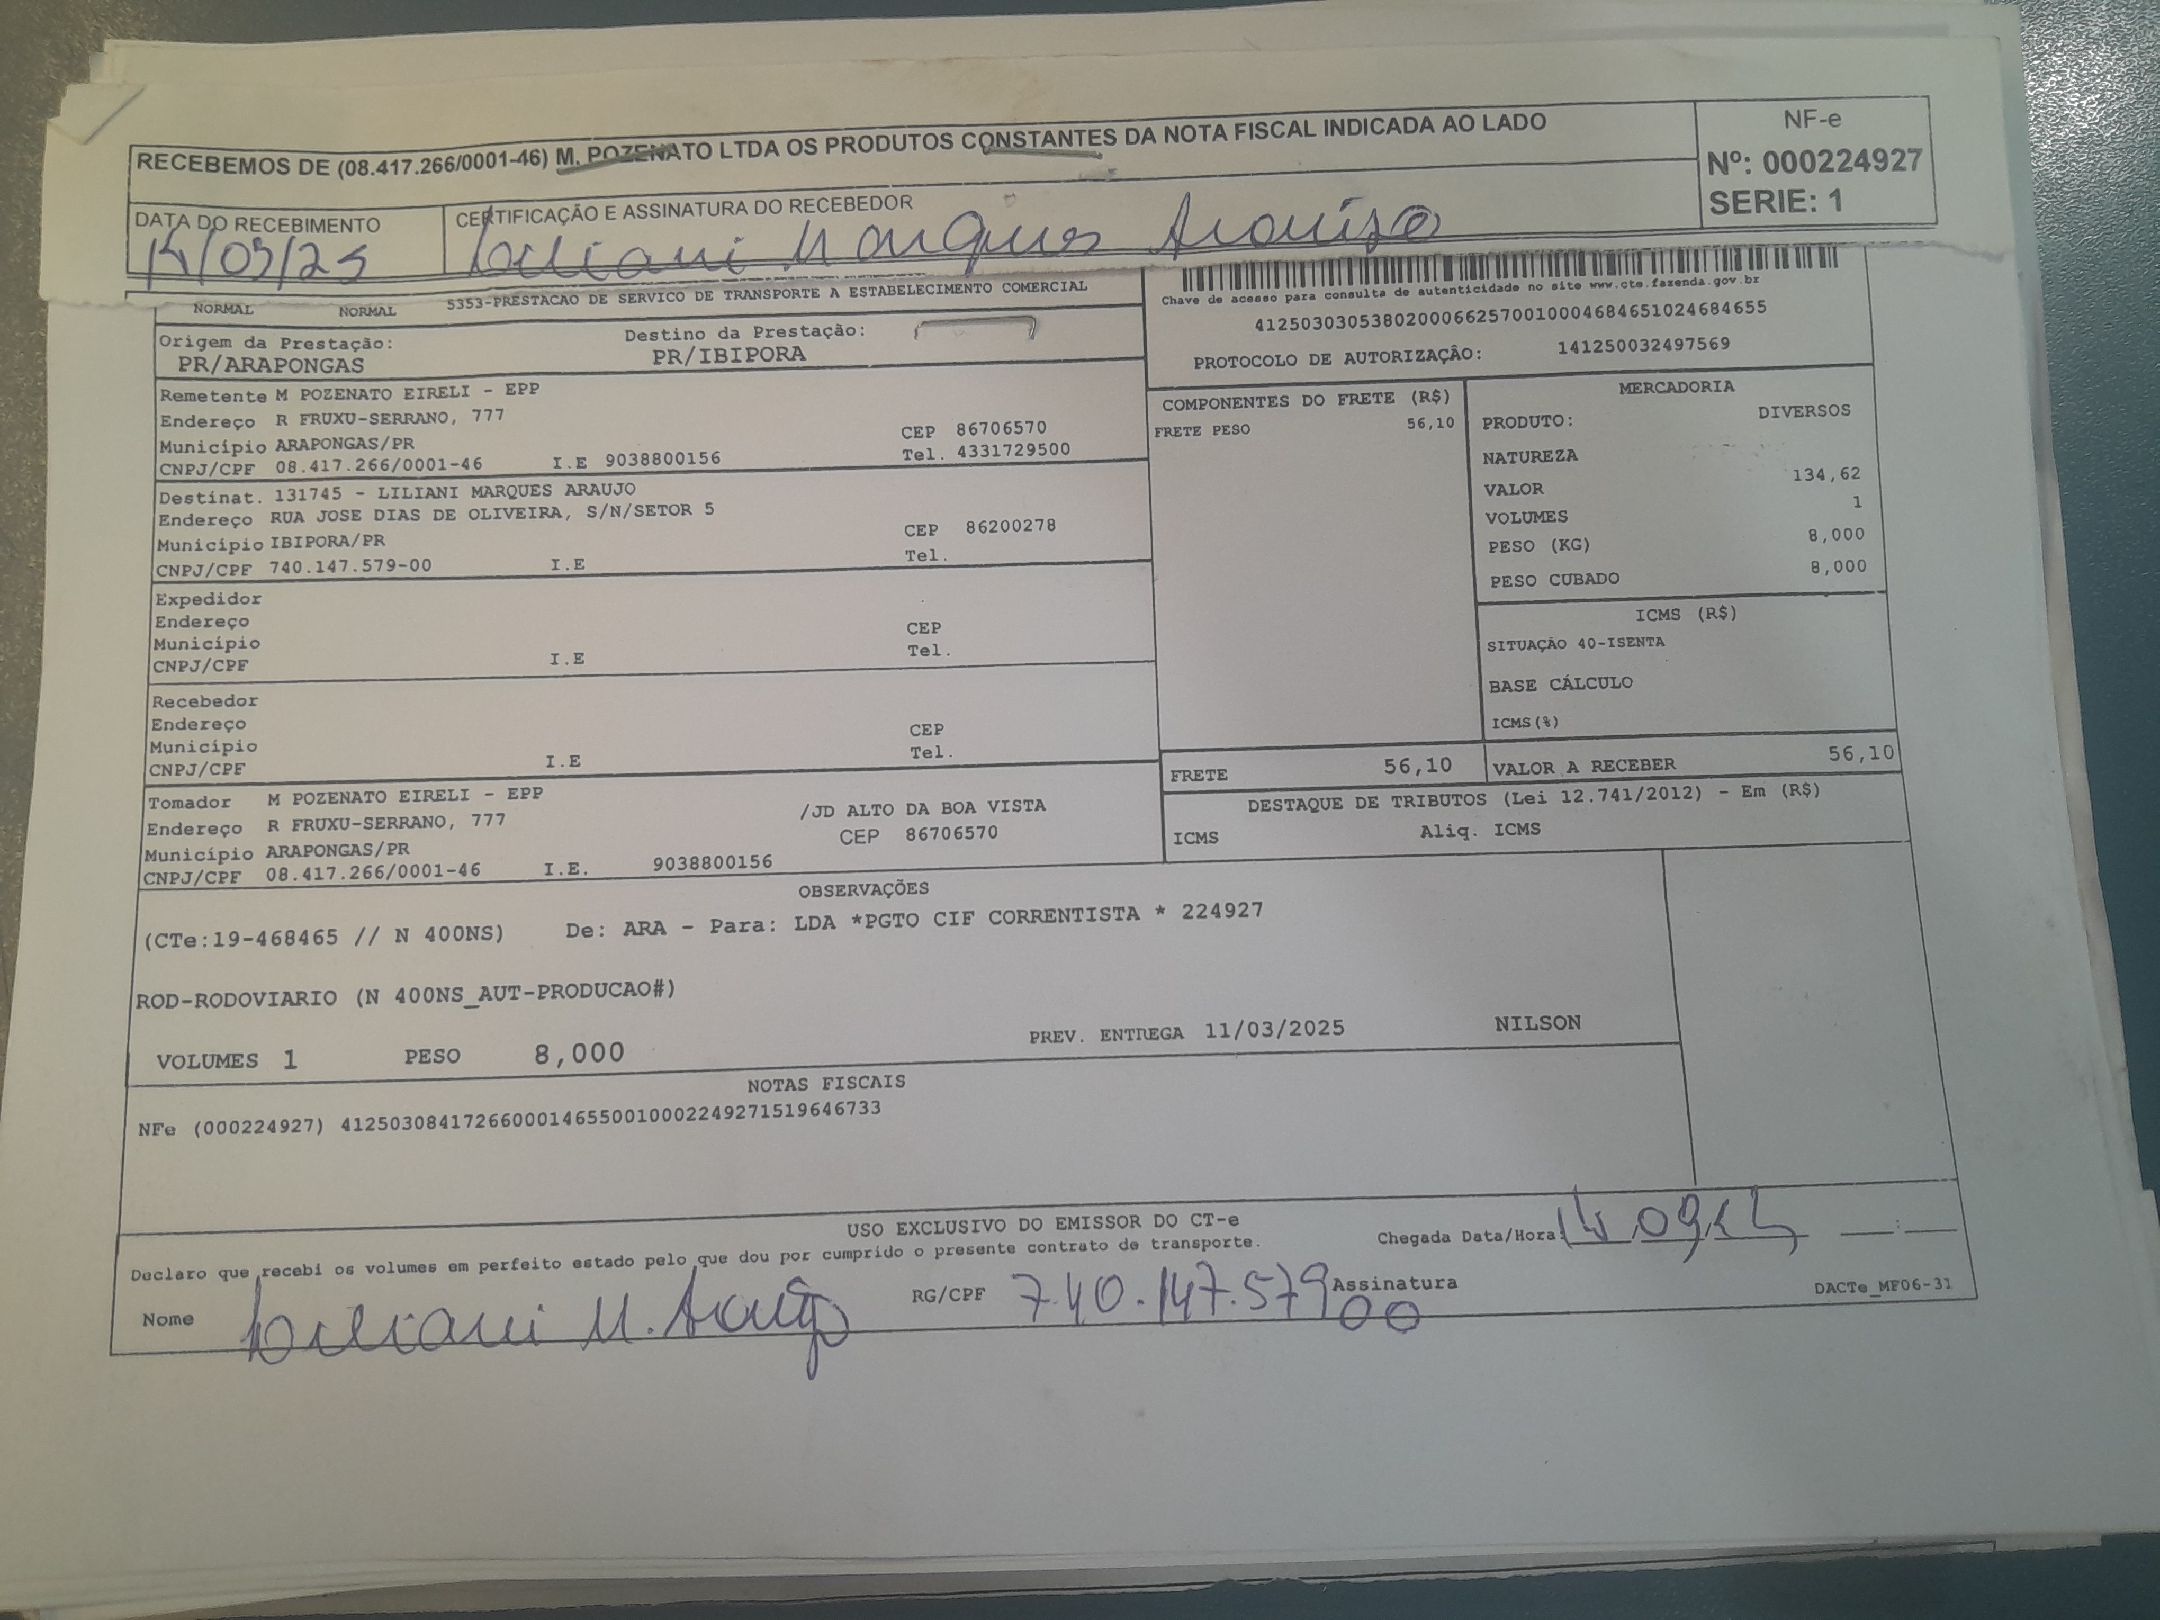 RECEBEMOS DE (08.417.266/0001-46) M. POZENATO LTDA OS PRODUTOS CONSTANTES DA NOTA FISCAL INDICADA AO LADO
NF-e
Nº: 000224927
SERIE: 1
DATA DO RECEBIMENTO
CERTIFICAÇÃO E ASSINATURA DO RECEBEDOR
Liliani Marques Araujo
NORMAL NORMAL 5353-PRESTACAO DE SERVICO DE TRANSPORTE A ESTABELECIMENTO COMERCIAL
Chave de acesso para consulta de autenticidade no site www.cte.fazenda.gov.br
41250303053802000662570010004684651024684655
PROTOCOLO DE AUTORIZAÇÃO: 141250032497569
Origem da Prestação: Destino da Prestação:
PR/ARAPONGAS PR/IBIPORA
Remetente M POZENATO EIRELI - EPP
Endereço R FRUXU-SERRANO, 777
Município ARAPONGAS/PR CEP 86706570
CNPJ/CPF 08.417.266/0001-46 I.E 9038800156 Tel. 4331729500
Destinat. 131745 - LILIANI MARQUES ARAUJO
Endereço RUA JOSE DIAS DE OLIVEIRA, S/N/SETOR 5
Município IBIPORA/PR CEP 86200278
CNPJ/CPF 740.147.579-00 I.E Tel.
Expedidor
Endereço
Município CEP
CNPJ/CPF I.E Tel.
Recebedor
Endereço
Município CEP
CNPJ/CPF I.E Tel.
Tomador M POZENATO EIRELI - EPP
Endereço R FRUXU-SERRANO, 777 /JD ALTO DA BOA VISTA
Município ARAPONGAS/PR CEP 86706570
CNPJ/CPF 08.417.266/0001-46 I.E. 9038800156
COMPONENTES DO FRETE (R$)
FRETE PESO 56,10
MERCADORIA
PRODUTO: DIVERSOS
NATUREZA
VALOR 134,62
VOLUMES 1
PESO (KG) 8,000
PESO CUBADO 8,000
ICMS (R$)
SITUAÇÃO 40-ISENTA
BASE CÁLCULO
ICMS(%)
FRETE 56,10 VALOR A RECEBER 56,10
DESTAQUE DE TRIBUTOS (Lei 12.741/2012) - Em (R$)
ICMS Aliq. ICMS
OBSERVAÇÕES
(CTe:19-468465 // N 400NS) De: ARA - Para: LDA *PGTO CIF CORRENTISTA * 224927
ROD-RODOVIARIO (N 400NS_AUT-PRODUCAO#)
VOLUMES 1 PESO 8,000 PREV. ENTREGA 11/03/2025 NILSON
NOTAS FISCAIS
NFe (000224927) 41250308417266000146550010002249271519646733
USO EXCLUSIVO DO EMISSOR DO CT-e
Declaro que recebi os volumes em perfeito estado pelo que dou por cumprido o presente contrato de transporte.
Chegada Data/Hora: __:__
Nome Liliani M. Araujo RG/CPF 740.147.579 00 Assinatura
DACTe_MF06-31